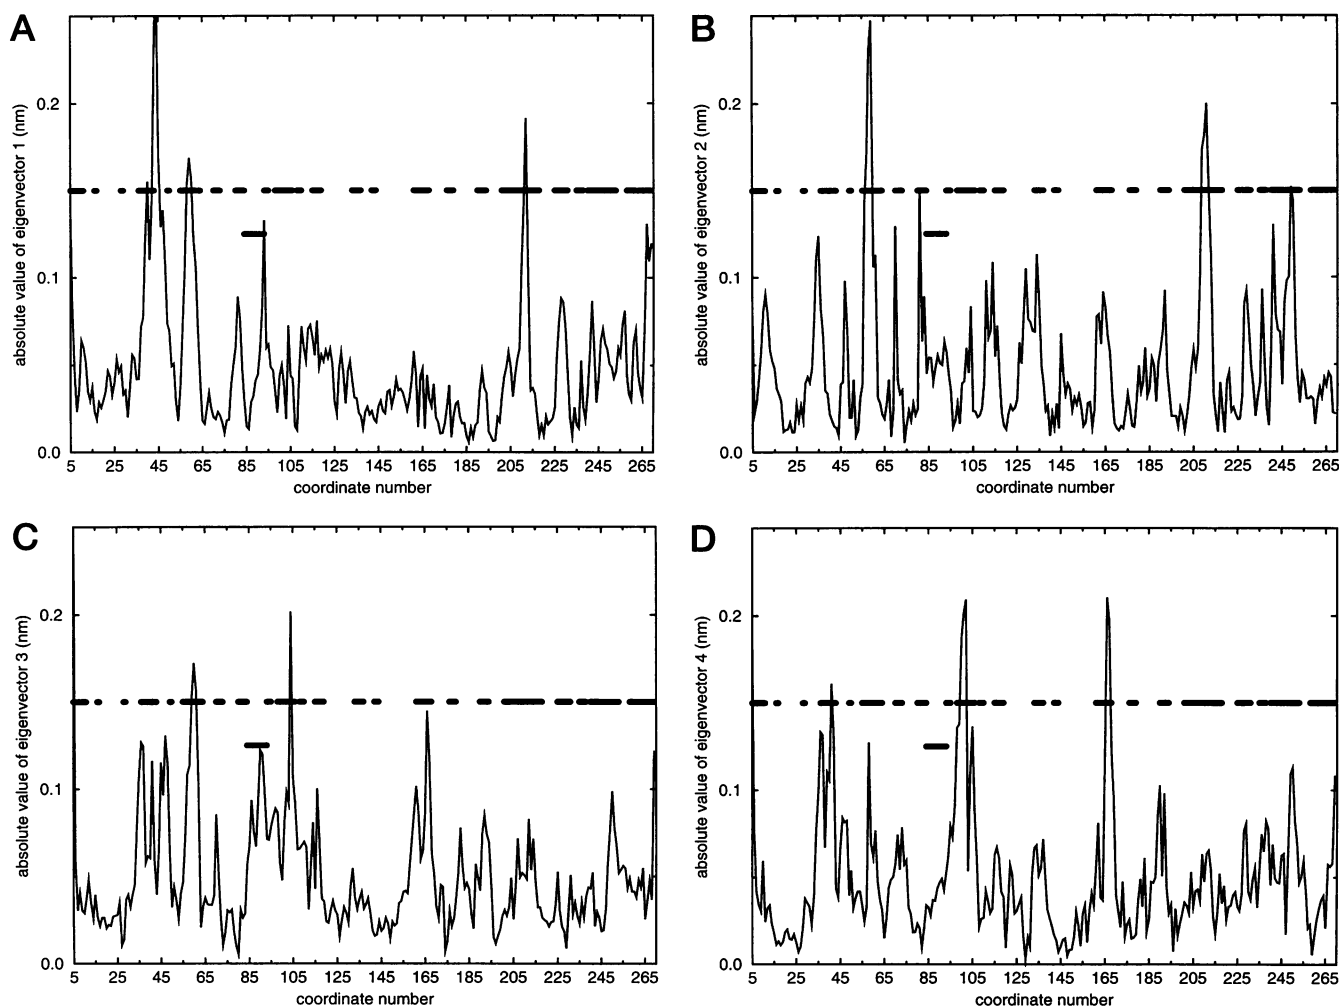 A
B
absolute value of eigenvector 1 (nm)
0.2
0.1
0.0
5 25 45 65 85 105 125 145 165 185 205 225 245 265
coordinate number
absolute value of eigenvector 2 (nm)
0.2
0.1
0.0
5 25 45 65 85 105 125 145 165 185 205 225 245 265
coordinate number
C
D
absolute value of eigenvector 3 (nm)
0.2
0.1
0.0
5 25 45 65 85 105 125 145 165 185 205 225 245 265
coordinate number
absolute value of eigenvector 4 (nm)
0.2
0.1
0.0
5 25 45 65 85 105 125 145 165 185 205 225 245 265
coordinate number